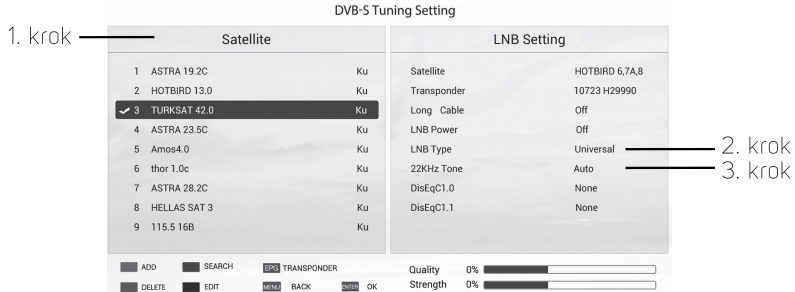 DVB-S Tuning Setting
1. krok
Satellite
LNB Setting
1 ASTRA 19.2C Ku
2 HOTBIRD 13.0 Ku
3 TURKSAT 42.0 Ku
4 ASTRA 23.5C Ku
5 Amos4.0 Ku
6 thor 1.0c Ku
7 ASTRA 28.2C Ku
8 HELLAS SAT 3 Ku
9 115.5 16B Ku
Satellite HOTBIRD 6,7A,8
Transponder 10723 H29990
Long Cable Off
LNB Power Off
LNB Type Universal
2. krok
22KHz Tone Auto
3. krok
DisEqC1.0 None
DisEqC1.1 None
ADD SEARCH EPG TRANSPONDER
DELETE EDIT MENU BACK ENTER OK
Quality 0%
Strength 0%